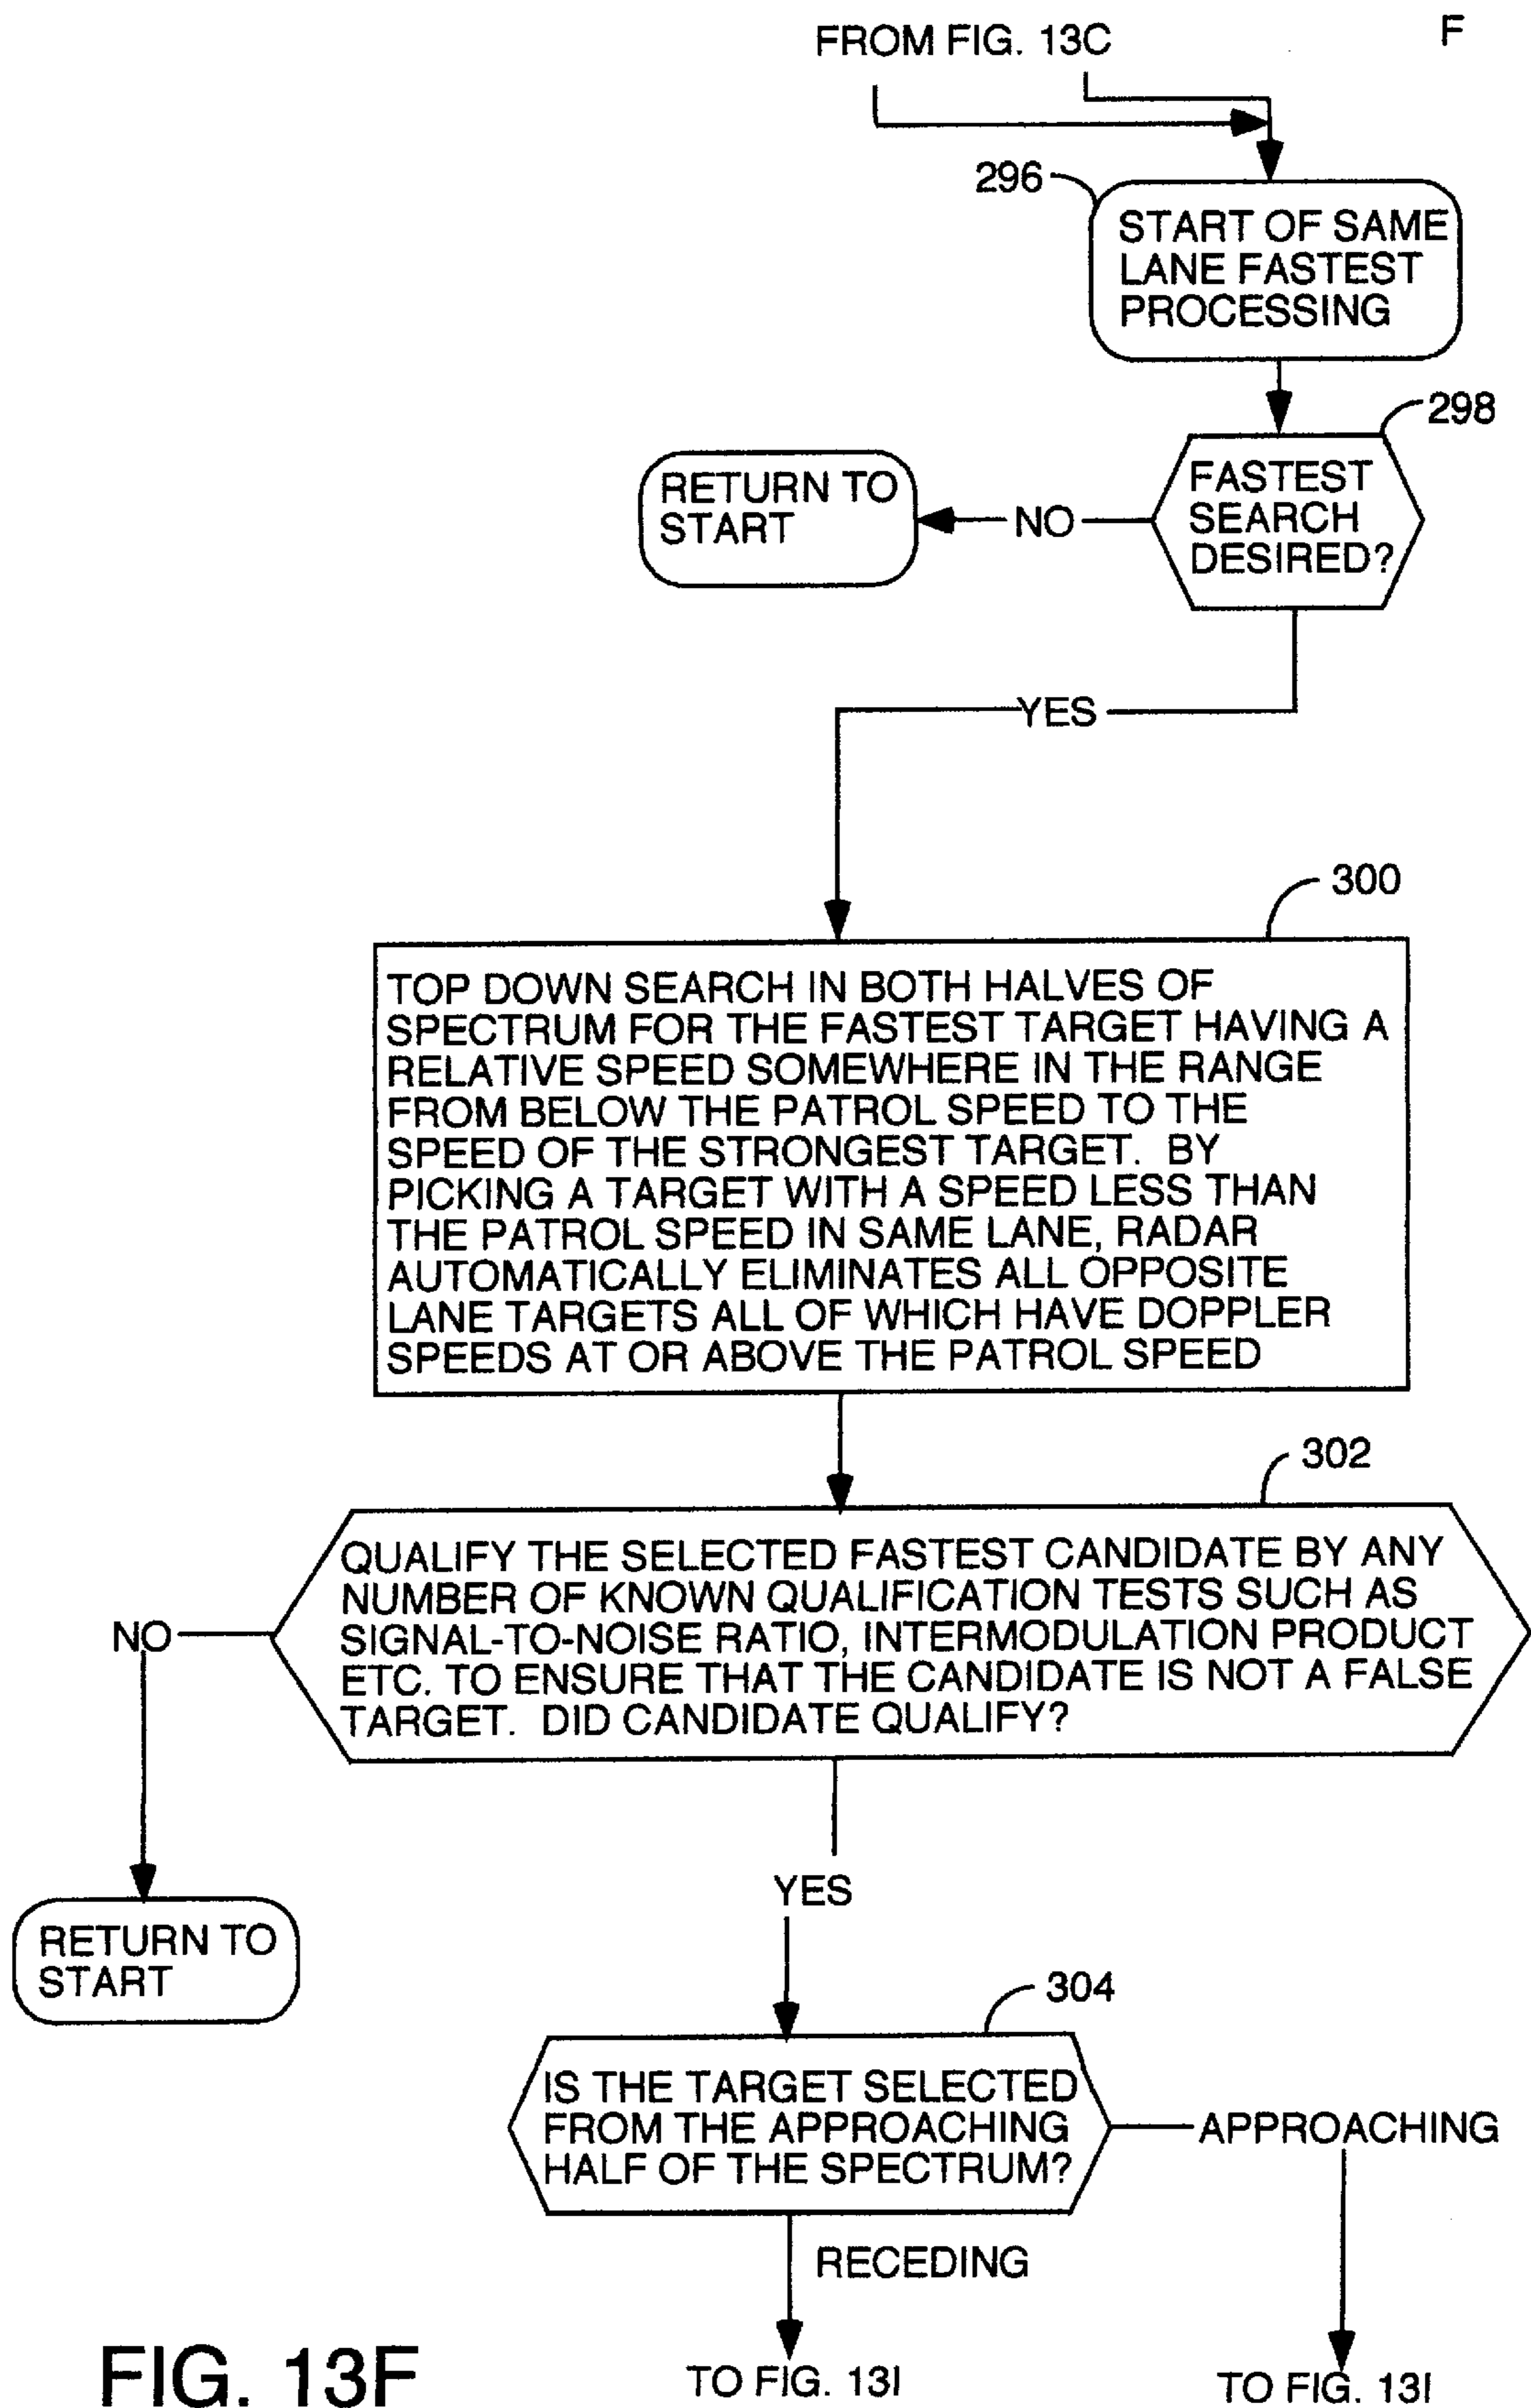 FROM FIG. 13C
F
296
START OF SAME
LANE FASTEST
PROCESSING
298
FASTEST
SEARCH
DESIRED?
NO
RETURN TO
START
YES
300
TOP DOWN SEARCH IN BOTH HALVES OF
SPECTRUM FOR THE FASTEST TARGET HAVING A
RELATIVE SPEED SOMEWHERE IN THE RANGE
FROM BELOW THE PATROL SPEED TO THE
SPEED OF THE STRONGEST TARGET. BY
PICKING A TARGET WITH A SPEED LESS THAN
THE PATROL SPEED IN SAME LANE, RADAR
AUTOMATICALLY ELIMINATES ALL OPPOSITE
LANE TARGETS ALL OF WHICH HAVE DOPPLER
SPEEDS AT OR ABOVE THE PATROL SPEED
302
QUALIFY THE SELECTED FASTEST CANDIDATE BY ANY
NUMBER OF KNOWN QUALIFICATION TESTS SUCH AS
SIGNAL-TO-NOISE RATIO, INTERMODULATION PRODUCT
ETC. TO ENSURE THAT THE CANDIDATE IS NOT A FALSE
TARGET. DID CANDIDATE QUALIFY?
NO
RETURN TO
START
YES
304
IS THE TARGET SELECTED
FROM THE APPROACHING
HALF OF THE SPECTRUM?
APPROACHING
RECEDING
TO FIG. 13I
TO FIG. 13I
FIG. 13F